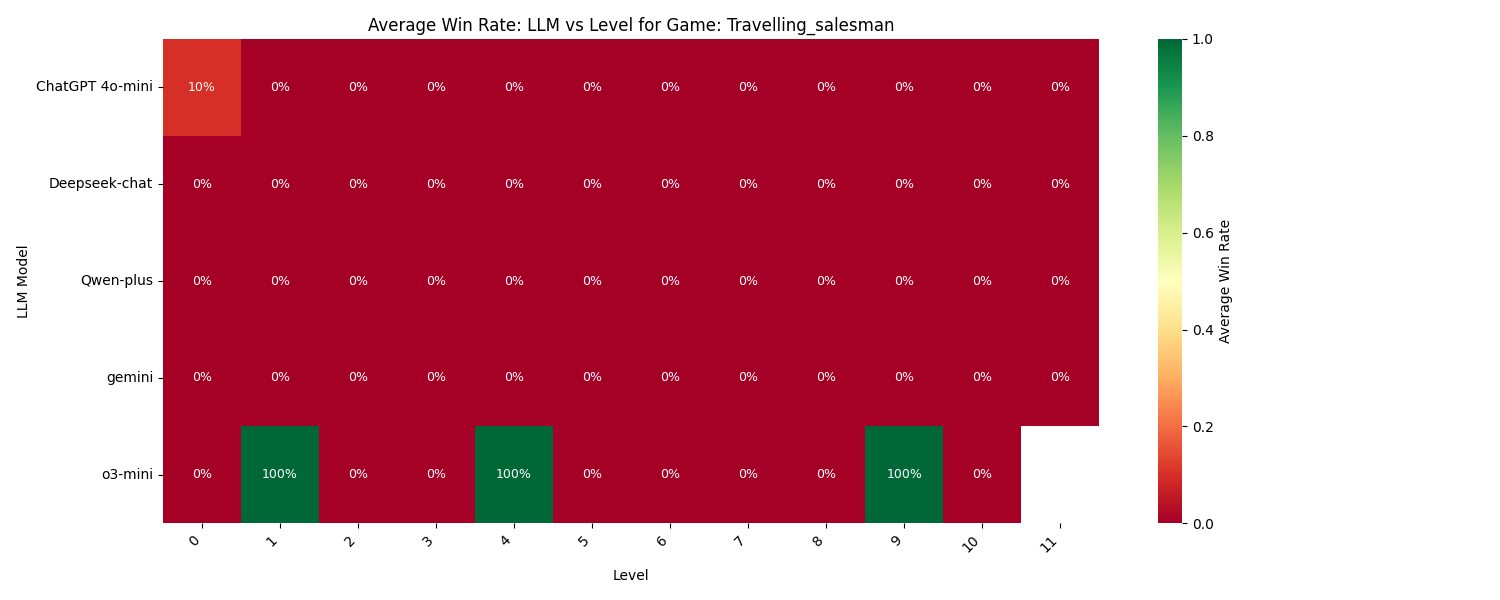 Average Win Rate: LLM vs Level for Game: Travelling_salesman
LLM Model
ChatGPT 4o-mini 10% 0% 0% 0% 0% 0% 0% 0% 0% 0% 0% 0%
Deepseek-chat 0% 0% 0% 0% 0% 0% 0% 0% 0% 0% 0% 0%
Qwen-plus 0% 0% 0% 0% 0% 0% 0% 0% 0% 0% 0% 0%
gemini 0% 0% 0% 0% 0% 0% 0% 0% 0% 0% 0% 0%
o3-mini 0% 100% 0% 0% 100% 0% 0% 0% 0% 100% 0%
0 1 2 3 4 5 6 7 8 9 10 11
Level
1.0
0.8
0.6
0.4
0.2
0.0
Average Win Rate